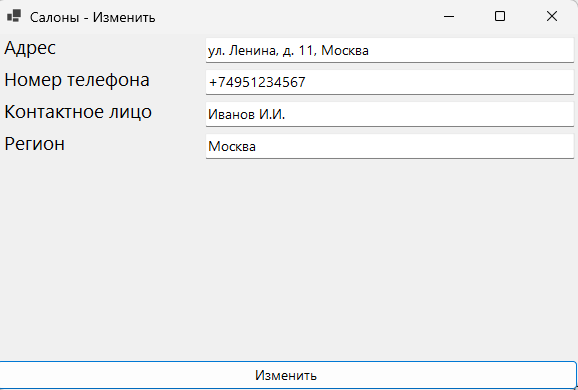 Салоны - Изменить
Адрес
ул. Ленина, д. 11, Москва
Номер телефона
+74951234567
Контактное лицо
Иванов И.И.
Регион
Москва
Изменить